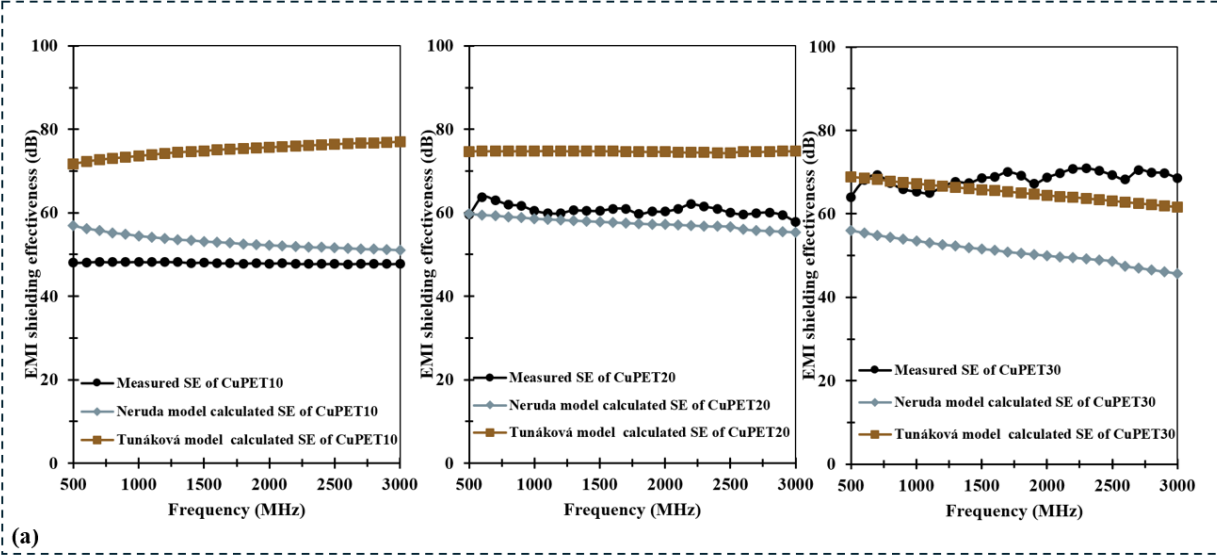 EMI shielding effectiveness (dB)
100
80
60
40
20
0
Measured SE of CuPET10
Neruda model calculated SE of CuPET10
Tunáková model calculated SE of CuPET10
500 1000 1500 2000 2500 3000
Frequency (MHz)
EMI shielding effectiveness (dB)
100
80
60
40
20
0
Measured SE of CuPET20
Neruda model calculated SE of CuPET20
Tunáková model calculated SE of CuPET20
500 1000 1500 2000 2500 3000
Frequency (MHz)
EMI shielding effectiveness (dB)
100
80
60
40
20
0
Measured SE of CuPET30
Neruda model calculated SE of CuPET30
Tunáková model calculated SE of CuPET30
500 1000 1500 2000 2500 3000
Frequency (MHz)
(a)